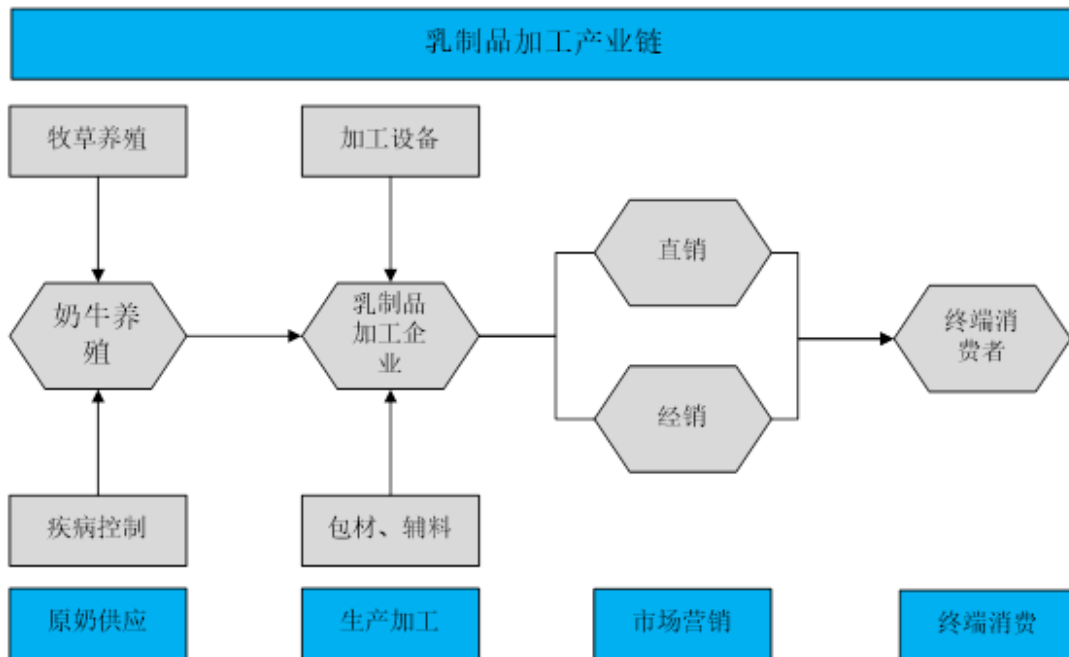 乳制品加工产业链
牧草养殖
加工设备
直销
奶牛养
殖
乳制品
加工企
业
终端消
费者
经销
疾病控制
包材、辅料
原奶供应
生产加工
市场营销
终端消费